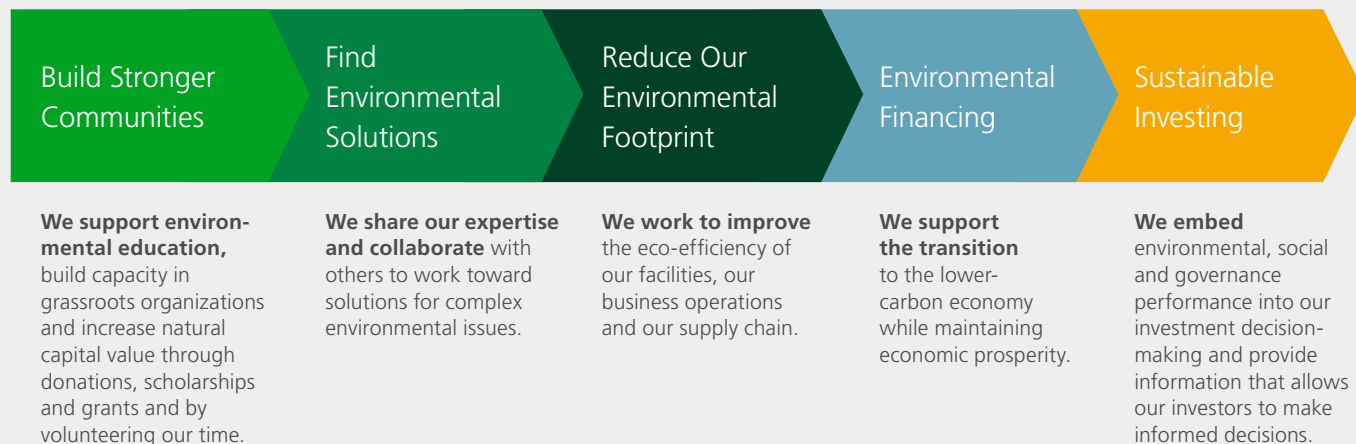 Build Stronger
Communities
Find
Environmental
Solutions
Reduce Our
Environmental
Footprint
Environmental
Financing
Sustainable
Investing
We support environ-
mental education,
build capacity in
grassroots organizations
and increase natural
capital value through
donations, scholarships
and grants and by
volunteering our time.
We share our expertise
and collaborate with
others to work toward
solutions for complex
environmental issues.
We work to improve
the eco-efficiency of
our facilities, our
business operations
and our supply chain.
We support
the transition
to the lower-
carbon economy
while maintaining
economic prosperity.
We embed
environmental, social
and governance
performance into our
investment decision-
making and provide
information that allows
our investors to make
informed decisions.